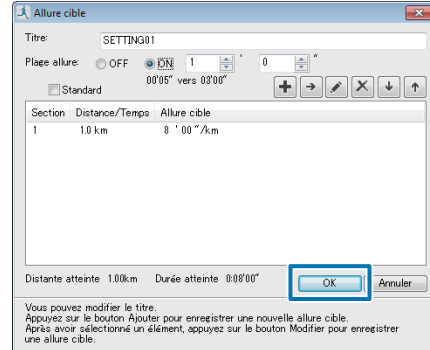 Allure cible
Titre: SETTING01
Plage allure: OFF ON 1 ' 0 "
00'05" vers 03'00"
Standard
Section Distance/Temps Allure cible
1 1.0 km 8 ' 00 "/km
Distante atteinte 1.00km Durée atteinte 0:08'00"
OK Annuler
Vous pouvez modifier le titre.
Appuyez sur le bouton Ajouter pour enregistrer une nouvelle allure cible.
Après avoir sélectionné un élément, appuyez sur le bouton Modifier pour enregistrer
une allure cible.